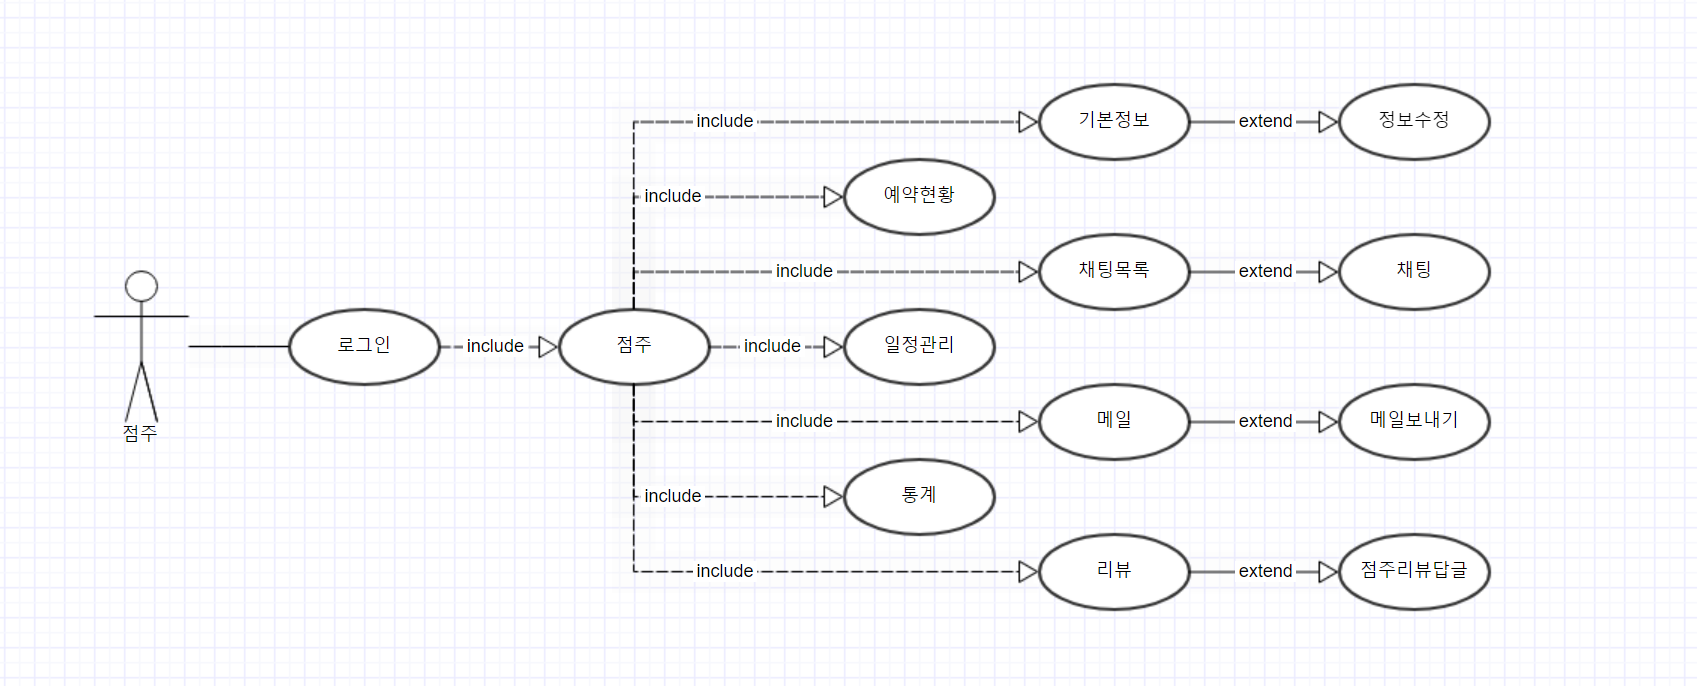 include
기본정보
extend
정보수정
include
예약현황
include
채팅목록
extend
채팅
로그인
include
점주
include
일정관리
점주
include
메일
extend
메일보내기
include
통계
include
리뷰
extend
점주리뷰답글